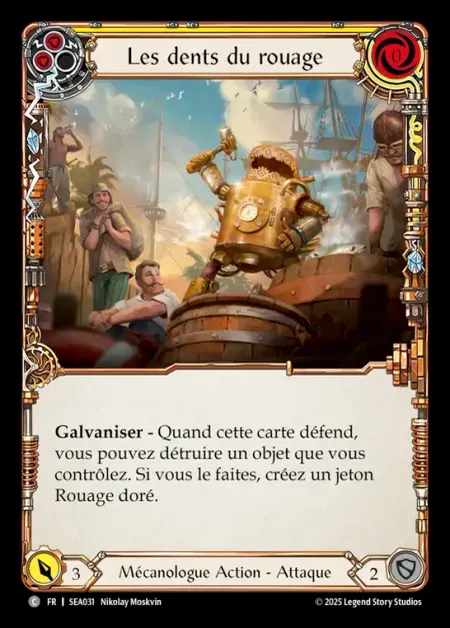 Les dents du rouage
0
Galvaniser - Quand cette carte défend,
vous pouvez détruire un objet que vous
contrôlez. Si vous le faites, créez un jeton
Rouage doré.
3
Mécanologue Action - Attaque
2
C FR | SEA031 Nikolay Moskvin
© 2025 Legend Story Studios